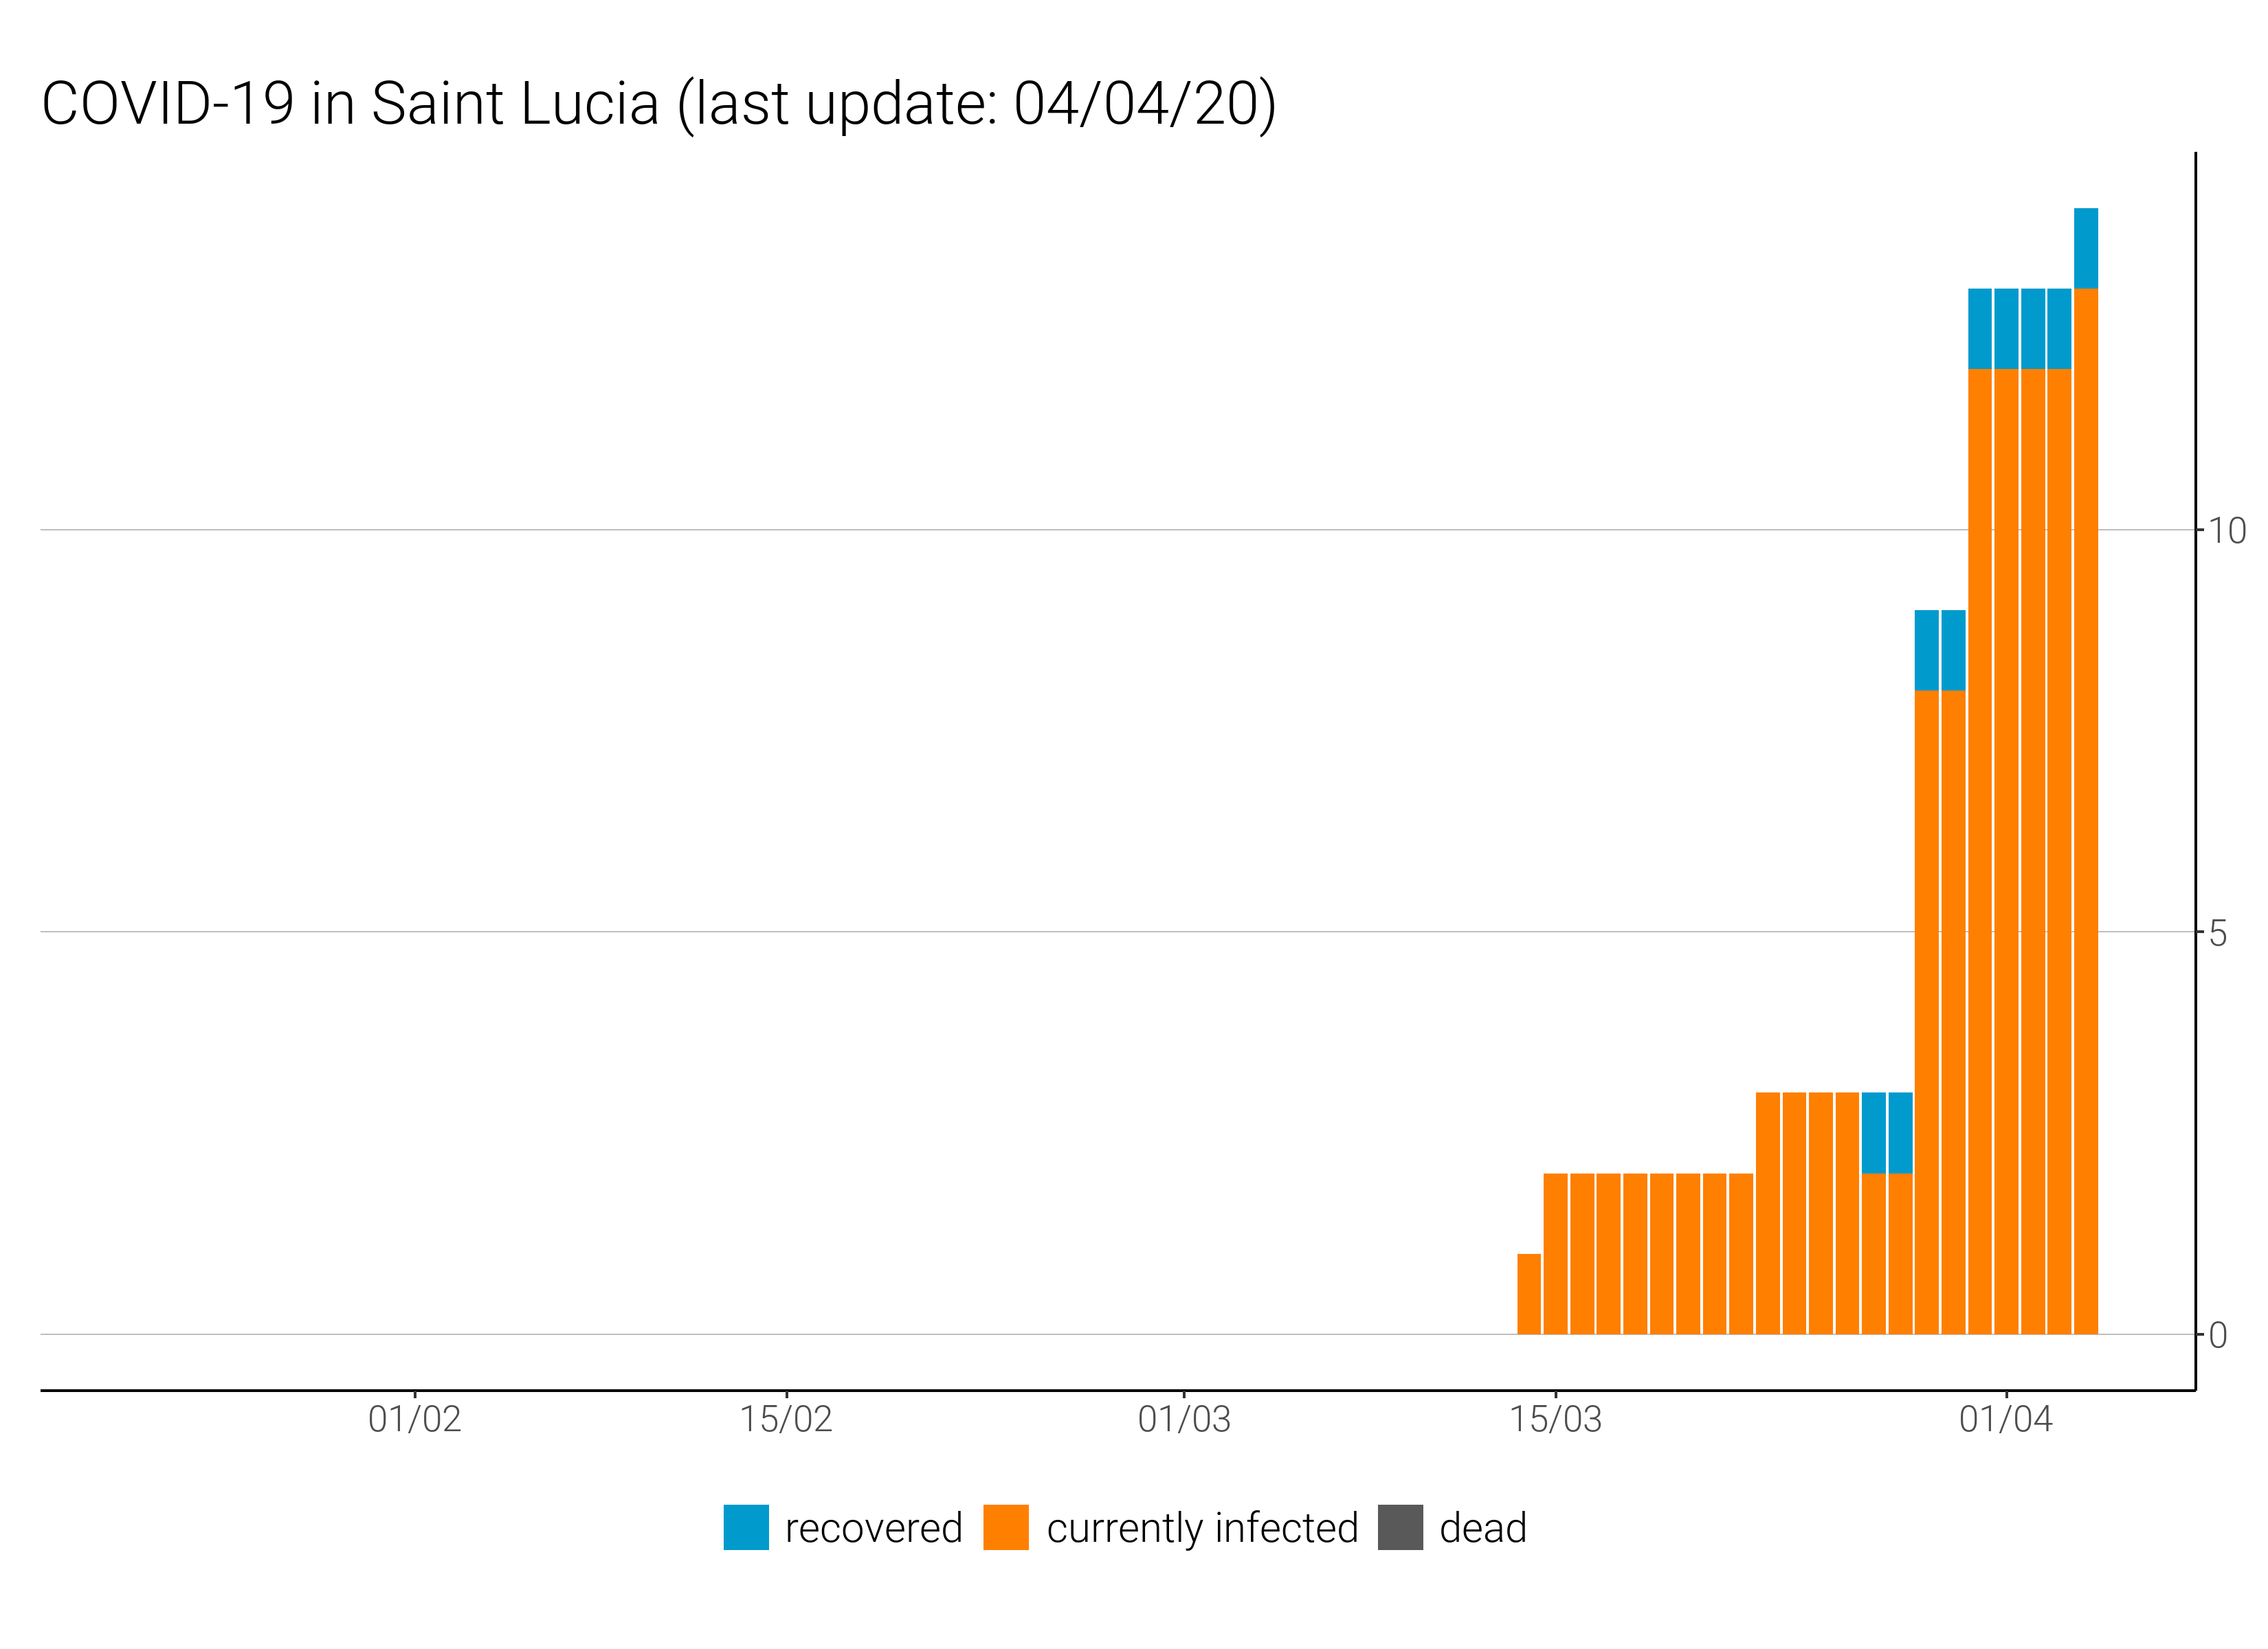 COVID-19 in Saint Lucia (last update: 04/04/20)
10
5
0
01/02 15/02 01/03 15/03 01/04
recovered currently infected dead